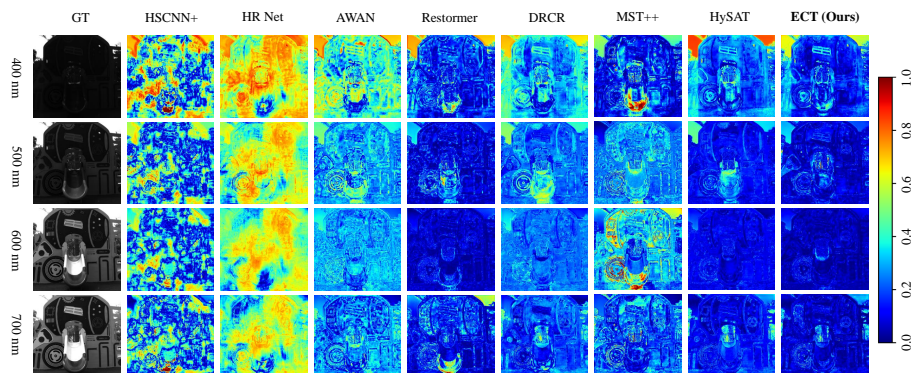 GT HSCNN+ HR Net AWAN Restormer DRCR MST++ HySAT ECT (Ours)
400 nm
500 nm
600 nm
700 nm
1.0
0.8
0.6
0.4
0.2
0.0